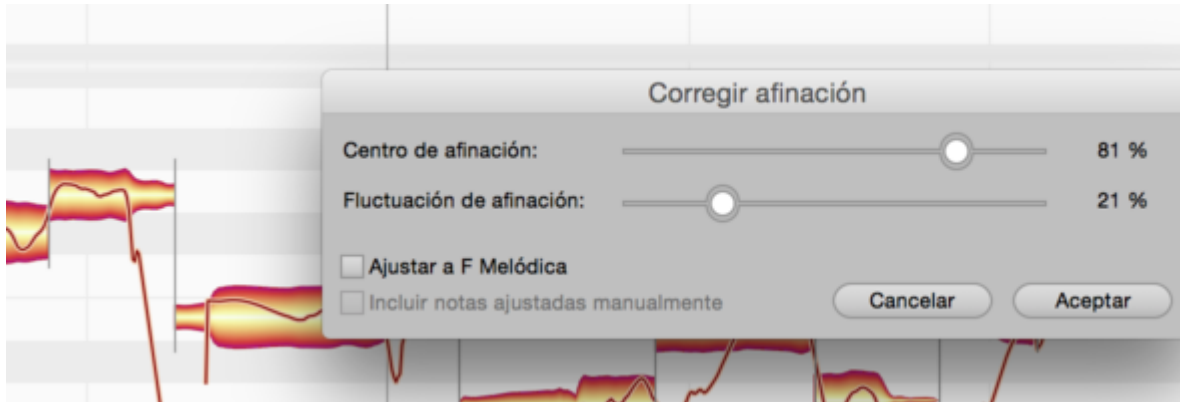 Corregir afinación
Centro de afinación: 81 %
Fluctuación de afinación: 21 %
Ajustar a F Melódica
Incluir notas ajustadas manualmente
Cancelar Aceptar